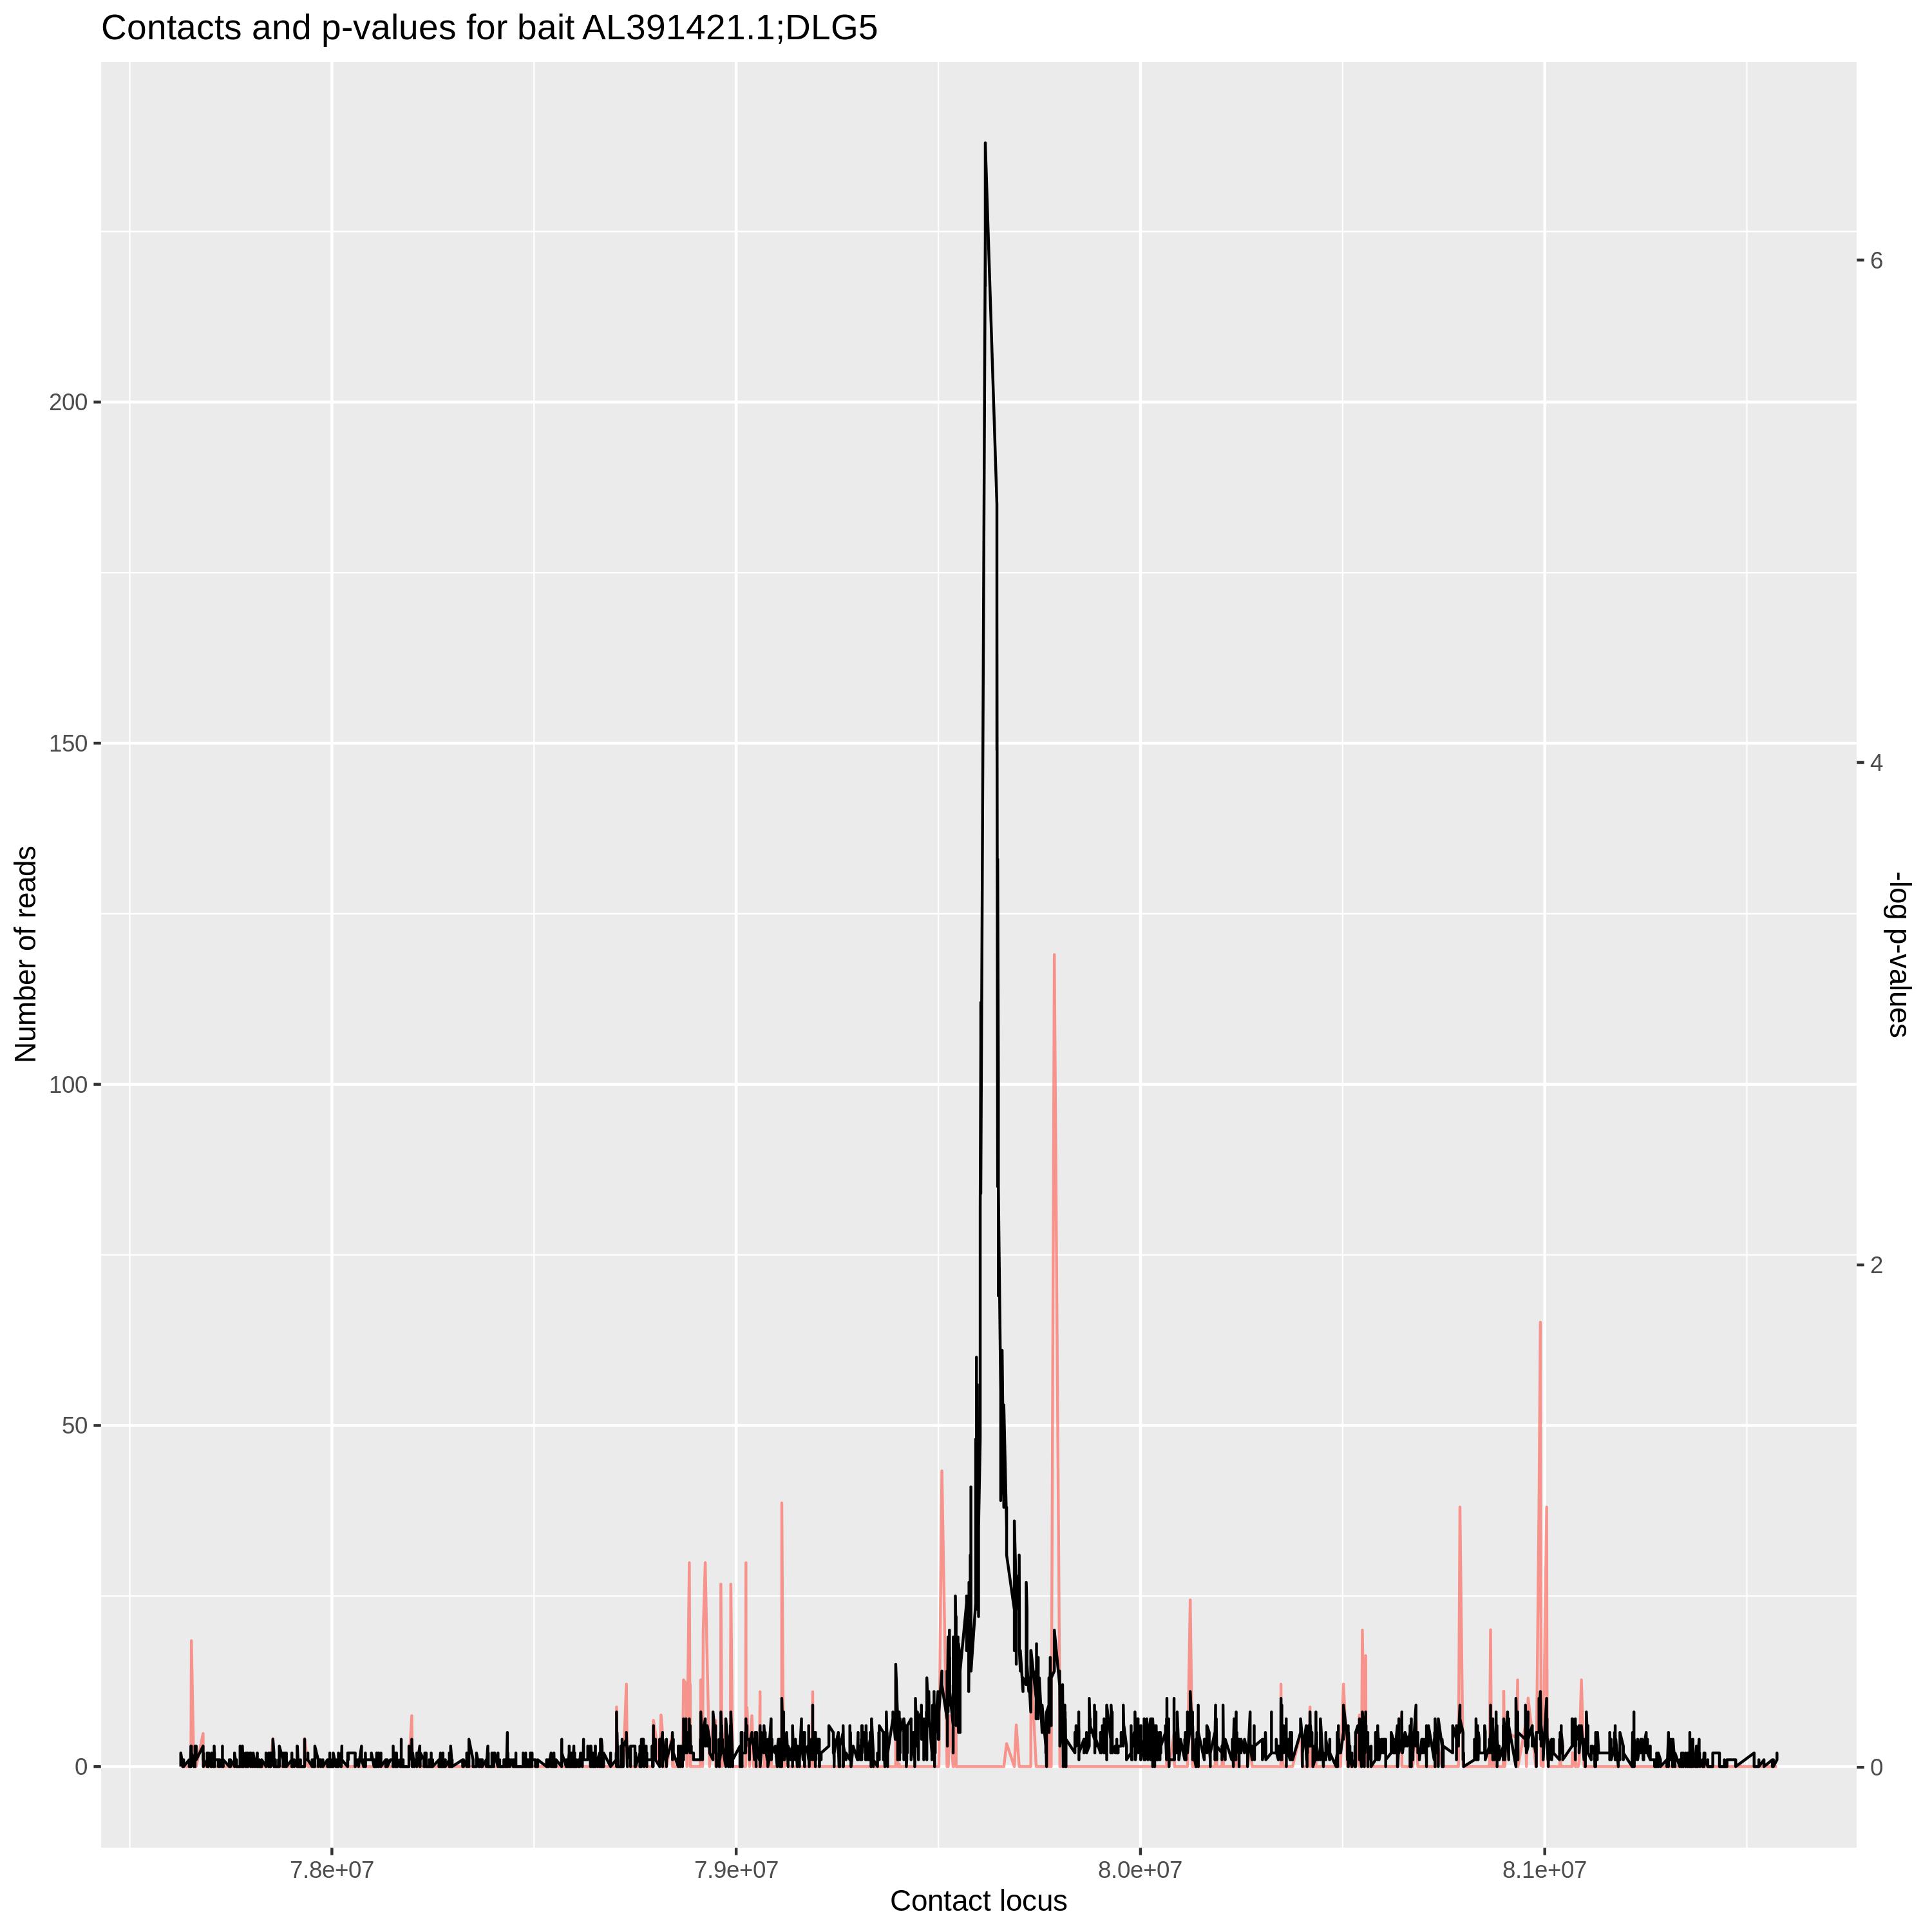 Contacts and p-values for bait AL391421.1;DLG5
200
150
100
50
0
6
4
2
0
Number of reads
-log p-values
7.8e+07
7.9e+07
8.0e+07
8.1e+07
Contact locus